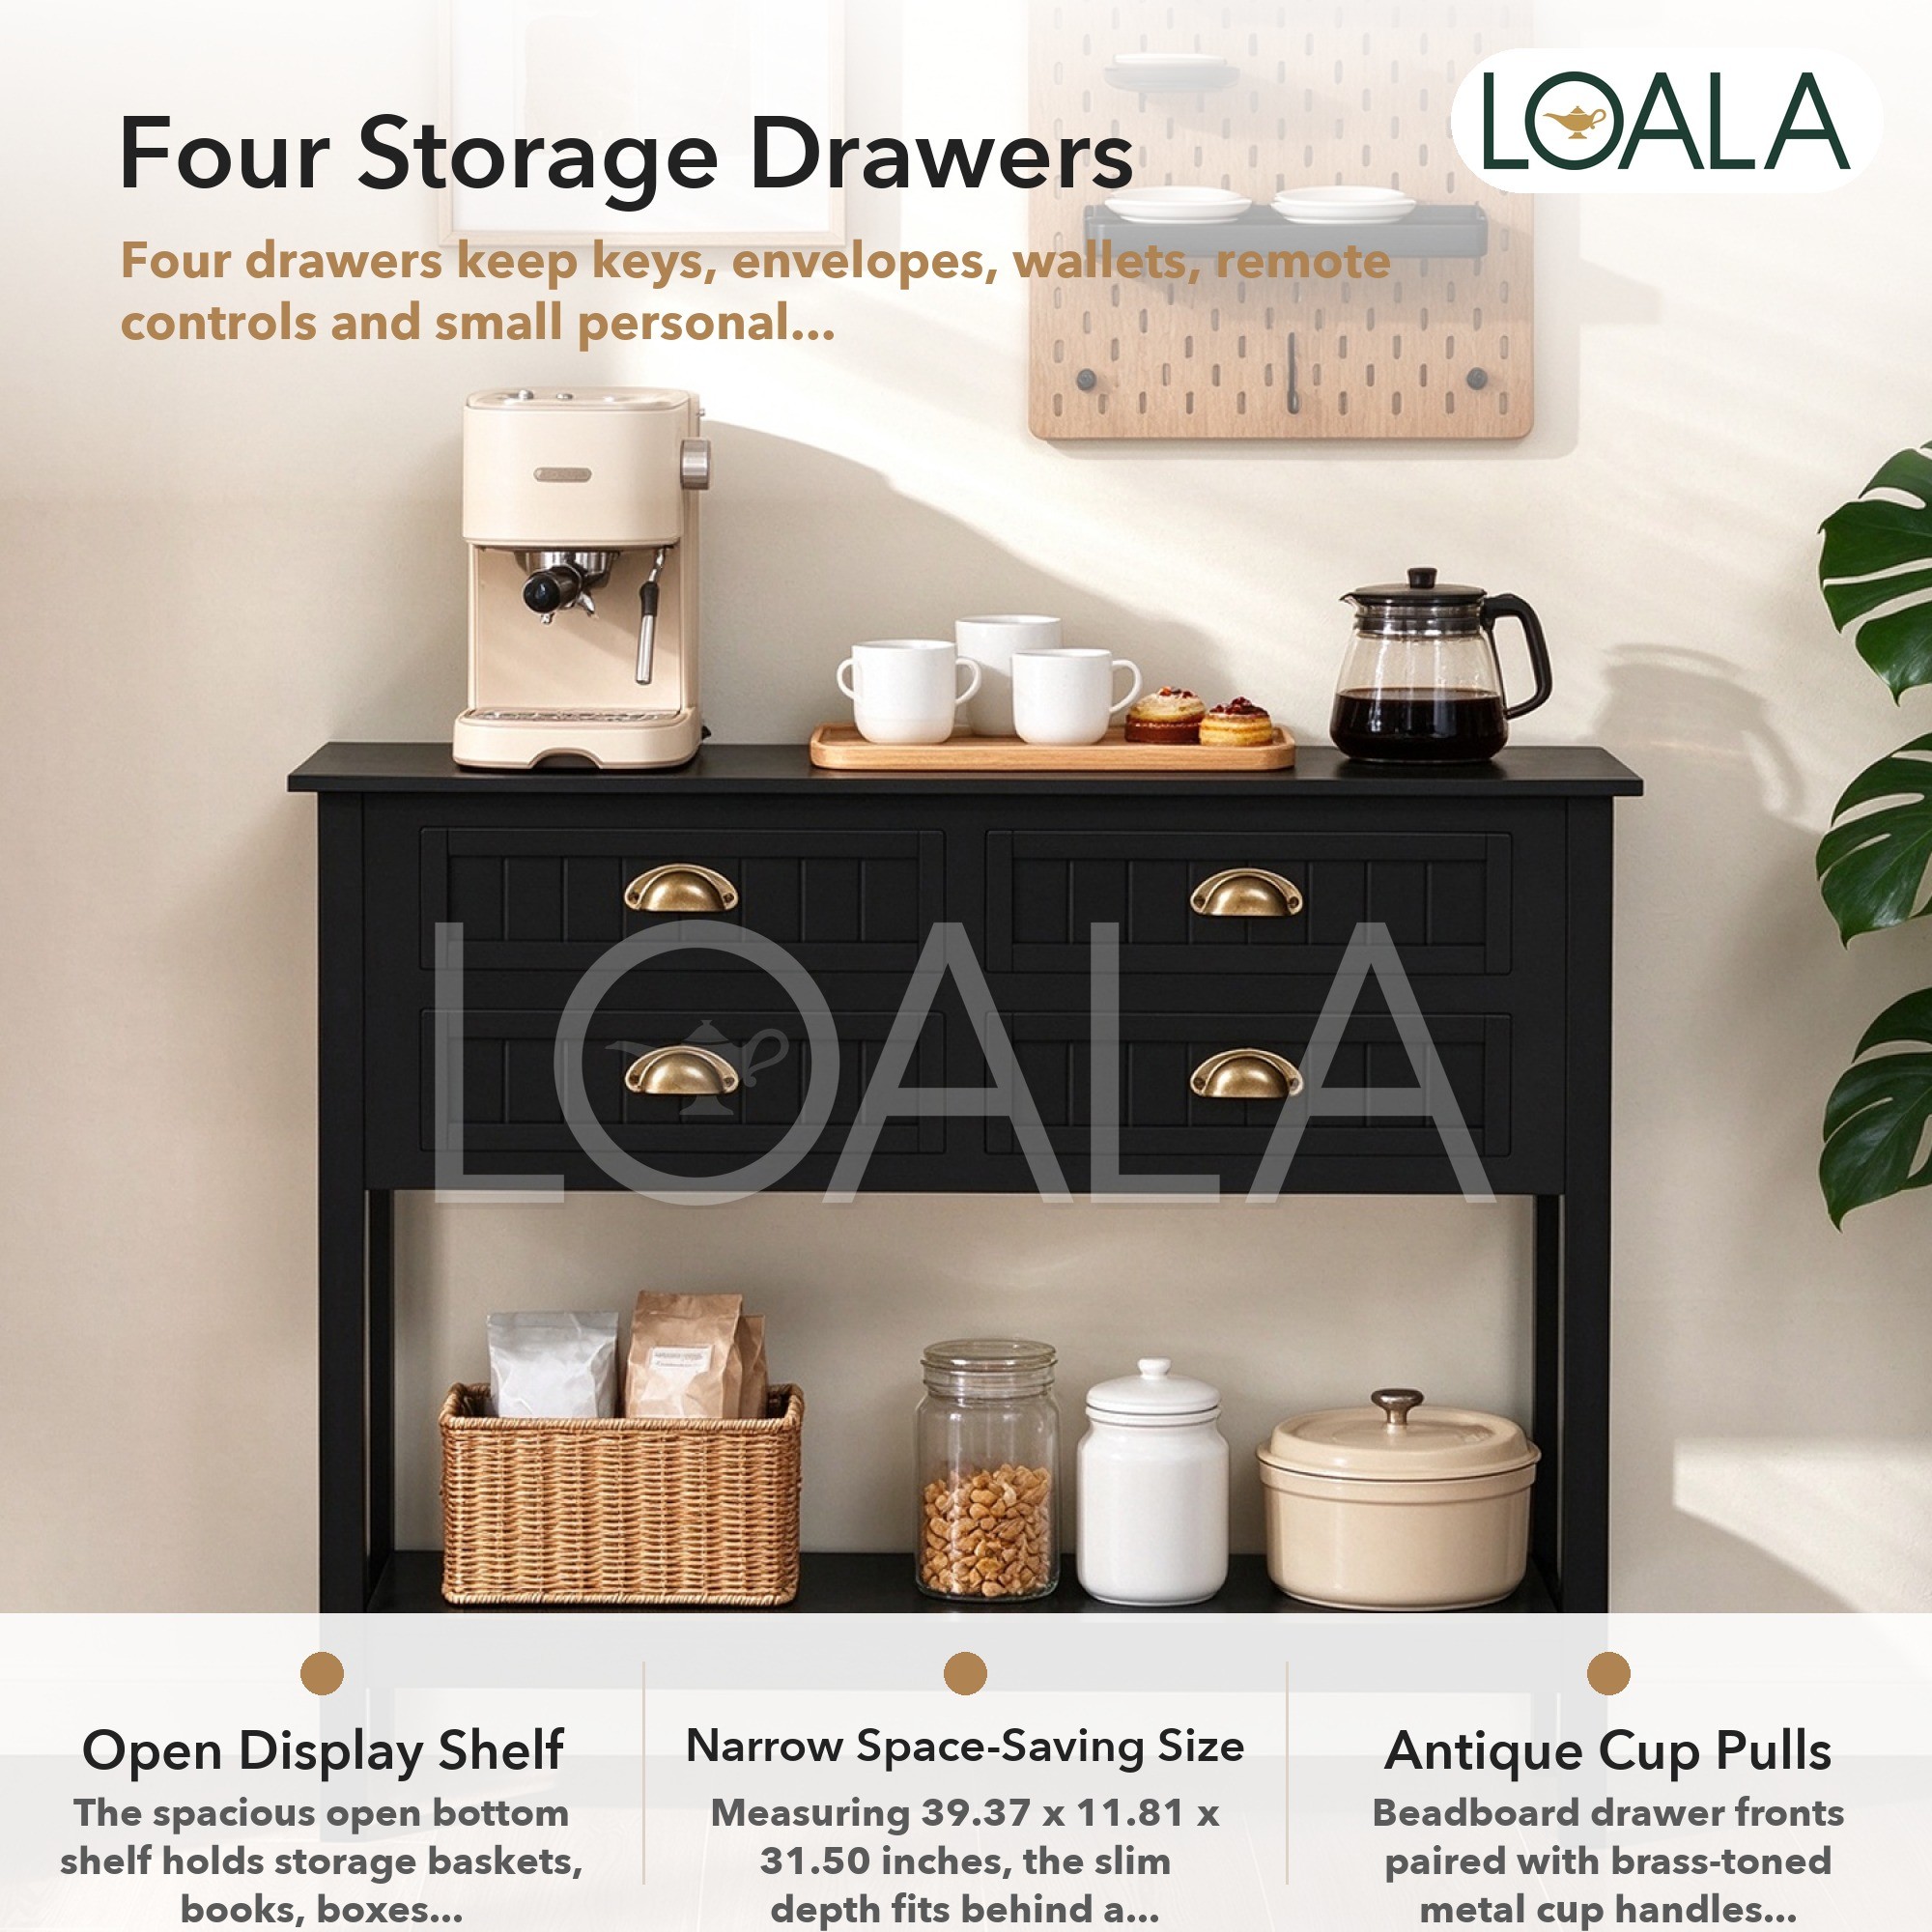 LOALA
Four Storage Drawers
Four drawers keep keys, envelopes, wallets, remote
controls and small personal...
LOALA
Open Display Shelf
The spacious open bottom
shelf holds storage baskets,
books, boxes...
Narrow Space-Saving Size
Measuring 39.37 x 11.81 x
31.50 inches, the slim
depth fits behind a...
Antique Cup Pulls
Beadboard drawer fronts
paired with brass-toned
metal cup handles...